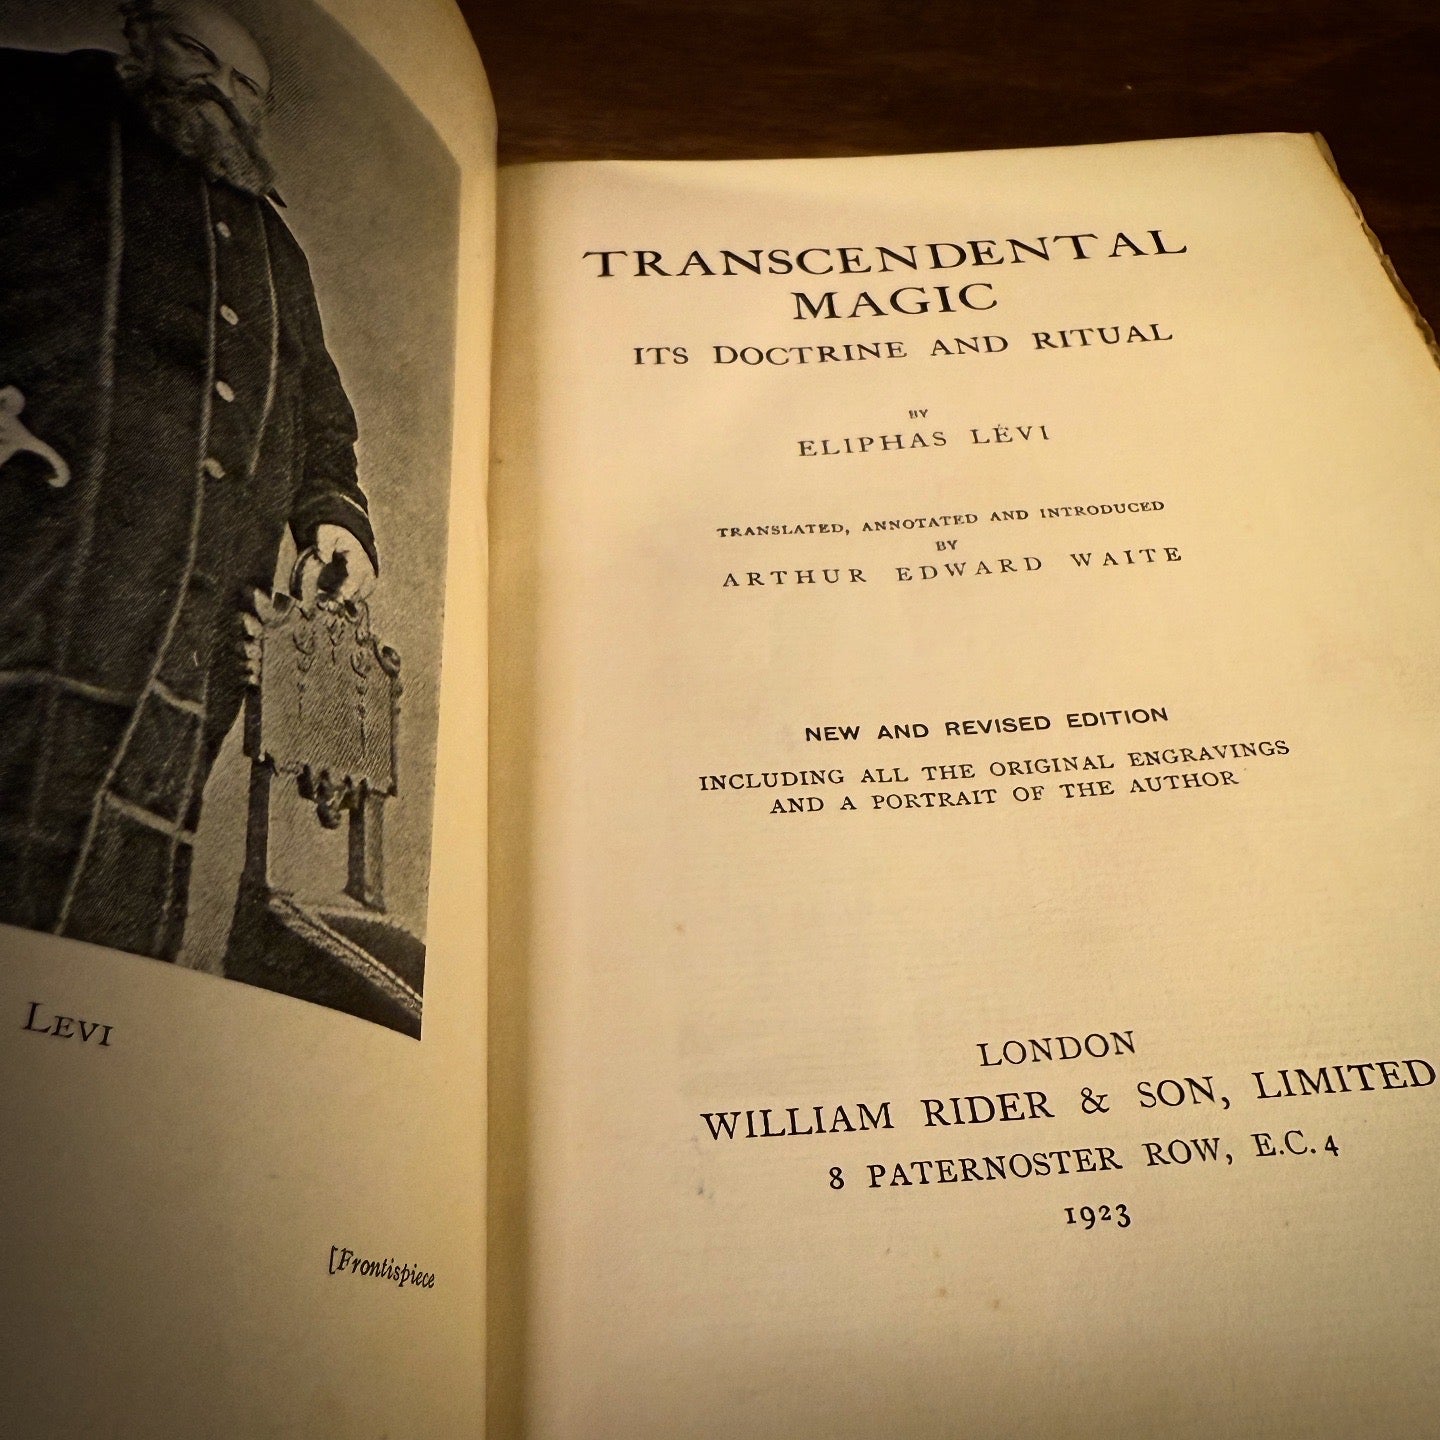 LEVI
[Frontispiece
TRANSCENDENTAL
MAGIC
ITS DOCTRINE AND RITUAL
BY
ELIPHAS LÉVI
TRANSLATED, ANNOTATED AND INTRODUCED
BY
ARTHUR EDWARD WAITE
NEW AND REVISED EDITION
INCLUDING ALL THE ORIGINAL ENGRAVINGS
AND A PORTRAIT OF THE AUTHOR
LONDON
WILLIAM RIDER & SON, LIMITED
8 PATERNOSTER ROW, E.C. 4
1923